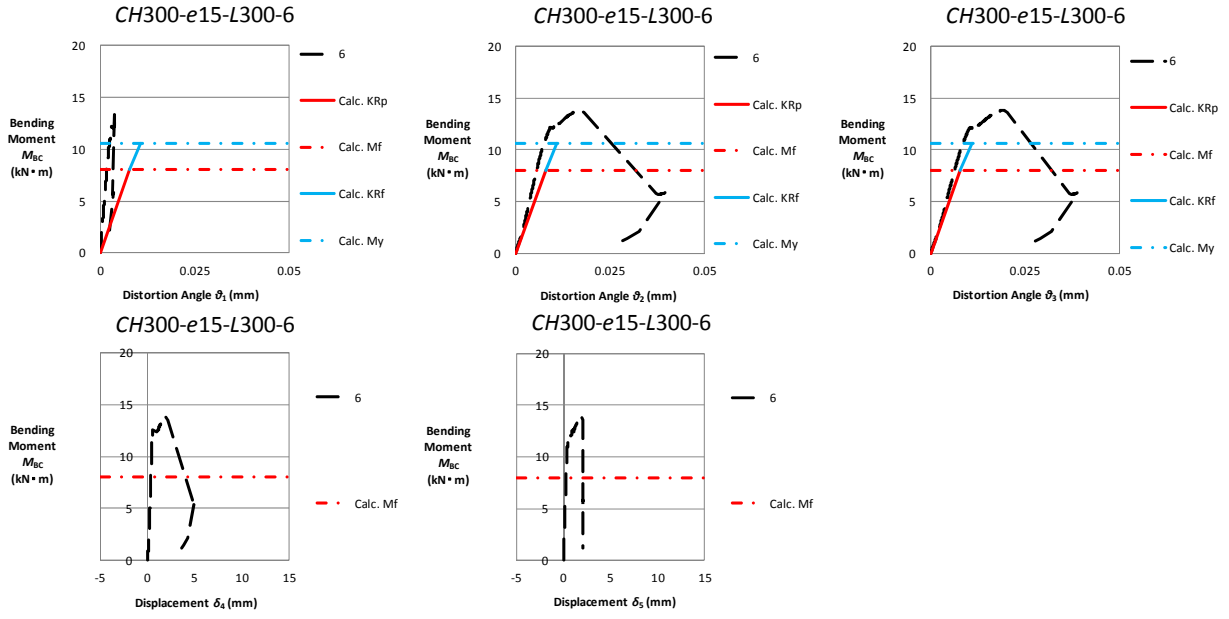 CH300-e15-L300-6
20
15
10
5
0
Bending
Moment
MBC
(kN・m)
0
0.025
0.05
Distortion Angle ϑ1 (mm)
6
Calc. KRp
Calc. Mf
Calc. KRf
Calc. My
CH300-e15-L300-6
20
15
10
5
0
Bending
Moment
MBC
(kN・m)
0
0.025
0.05
Distortion Angle ϑ2 (mm)
6
Calc. KRp
Calc. Mf
Calc. KRf
Calc. My
CH300-e15-L300-6
20
15
10
5
0
Bending
Moment
MBC
(kN・m)
0
0.025
0.05
Distortion Angle ϑ3 (mm)
6
Calc. KRp
Calc. Mf
Calc. KRf
Calc. My
CH300-e15-L300-6
20
15
10
5
0
Bending
Moment
MBC
(kN・m)
-5
0
5
10
15
Displacement δ4 (mm)
6
Calc. Mf
CH300-e15-L300-6
20
15
10
5
0
Bending
Moment
MBC
(kN・m)
-5
0
5
10
15
Displacement δ5 (mm)
6
Calc. Mf